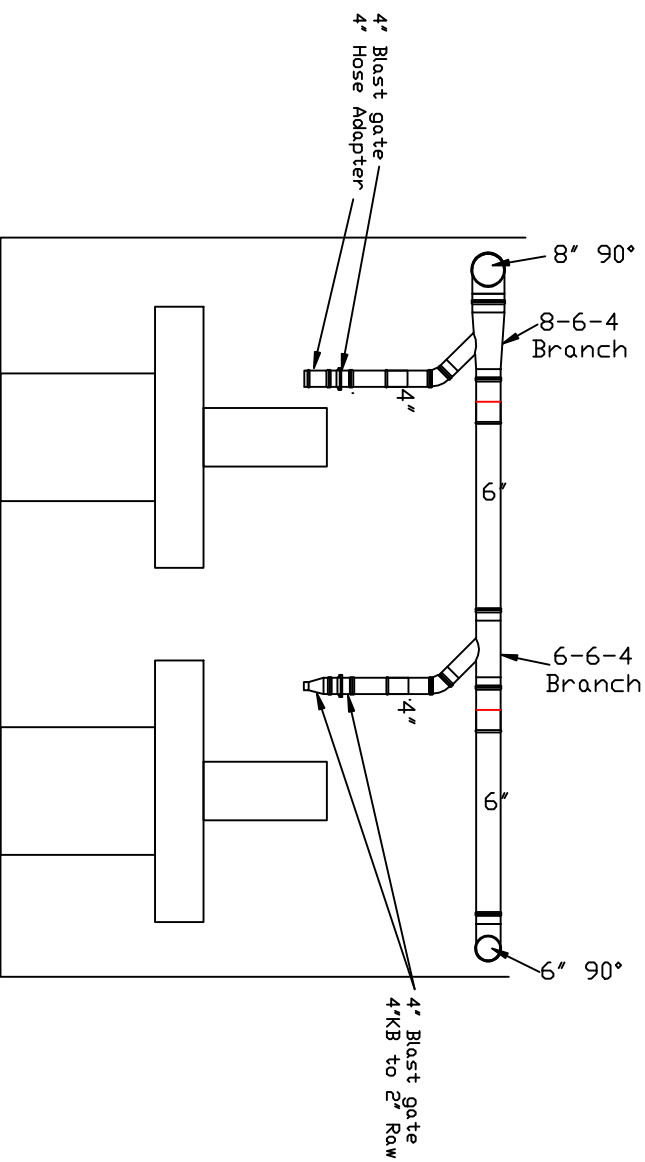 4" Blast gate
4" Hose Adapter
8" 90°
8-6-4
Branch
4"
6"
6-6-4
Branch
4"
6"
6" 90°
4" Blast gate
4"KB to 2" Raw